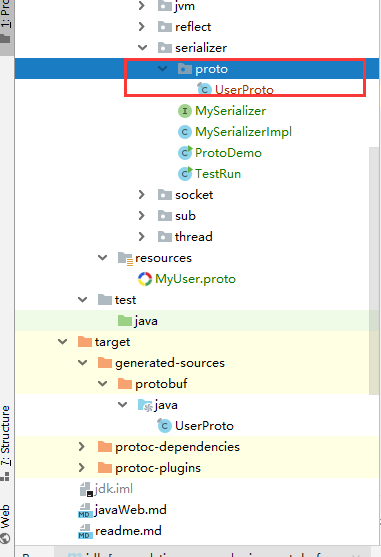 1: Pro
jvm
reflect
serializer
proto
UserProto
MySerializer
MySerializerImpl
ProtoDemo
TestRun
socket
sub
thread
resources
MyUser.proto
test
java
target
generated-sources
protobuf
java
UserProto
protoc-dependencies
protoc-plugins
jdk.iml
javaWeb.md
readme.md
7: Structure
Web